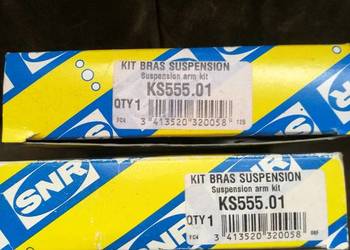 KIT BRAS SUSPENSION
Suspension arm kit
KS555.01
QTY 1
3 413520 320058
SNR
KIT BRAS SUSPENSION
Suspension arm kit
KS555.01
QTY 1
3 413520 320058
SNR